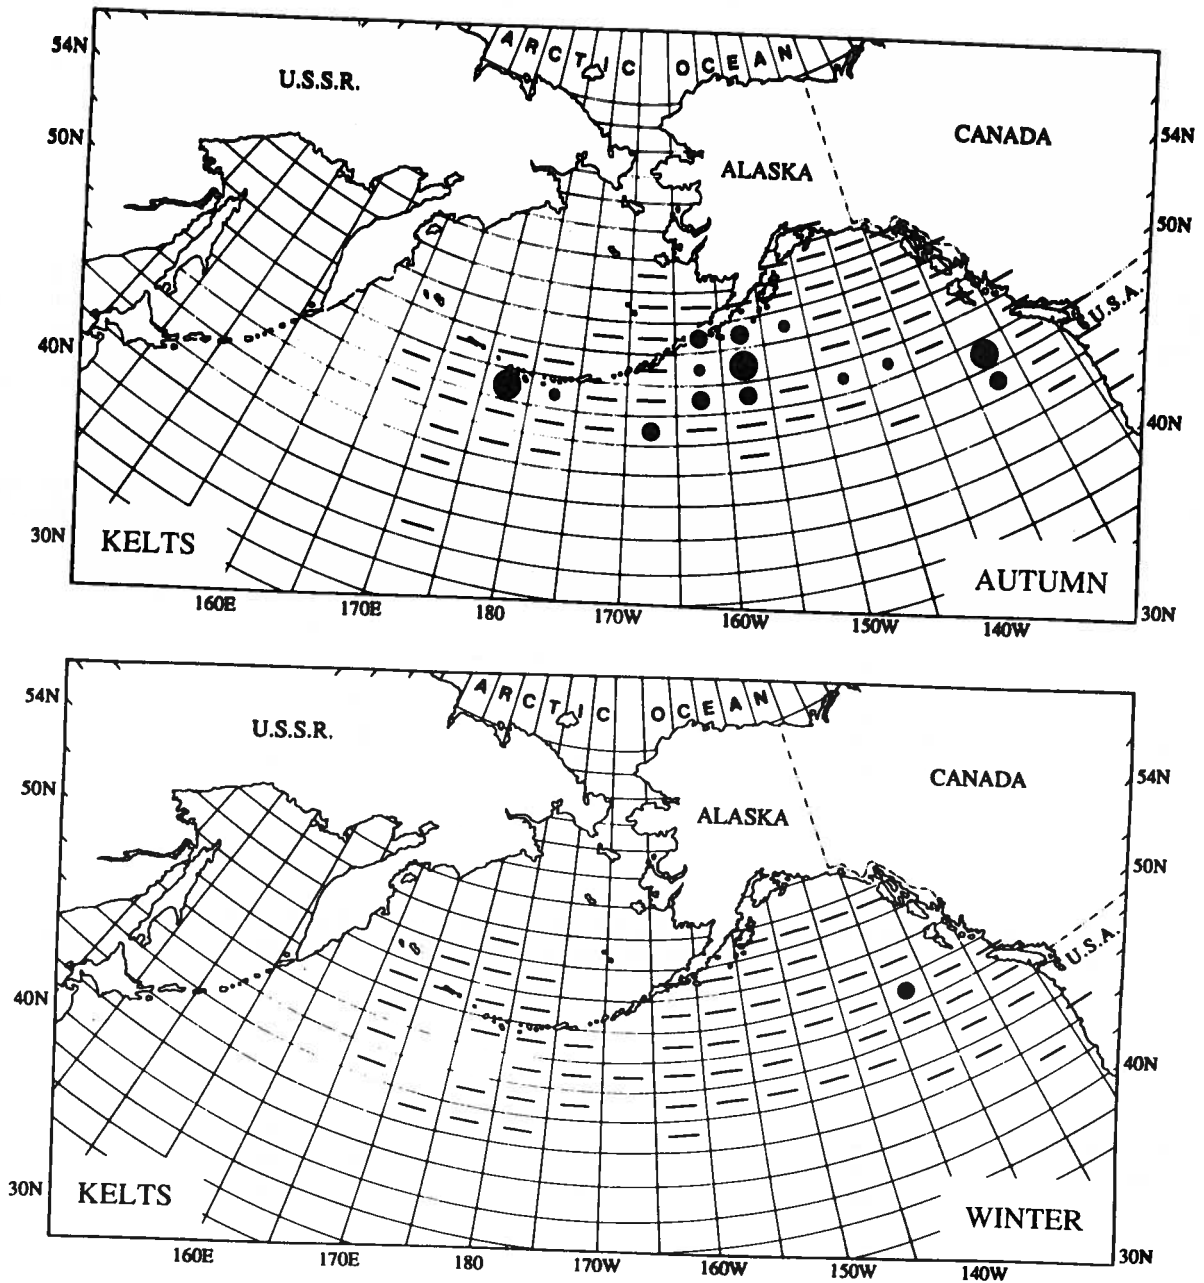 ARCTIC OCEAN
54N
U.S.S.R.
50N
CANADA
54N
ALASKA
50N
U.S.A.
40N
40N
30N
KELTS
AUTUMN
160E 170E 180 170W 160W 150W 140W 30N
ARCTIC OCEAN
54N
U.S.S.R.
50N
CANADA
54N
ALASKA
50N
U.S.A.
40N
40N
30N
KELTS
WINTER
160E 170E 180 170W 160W 150W 140W 30N